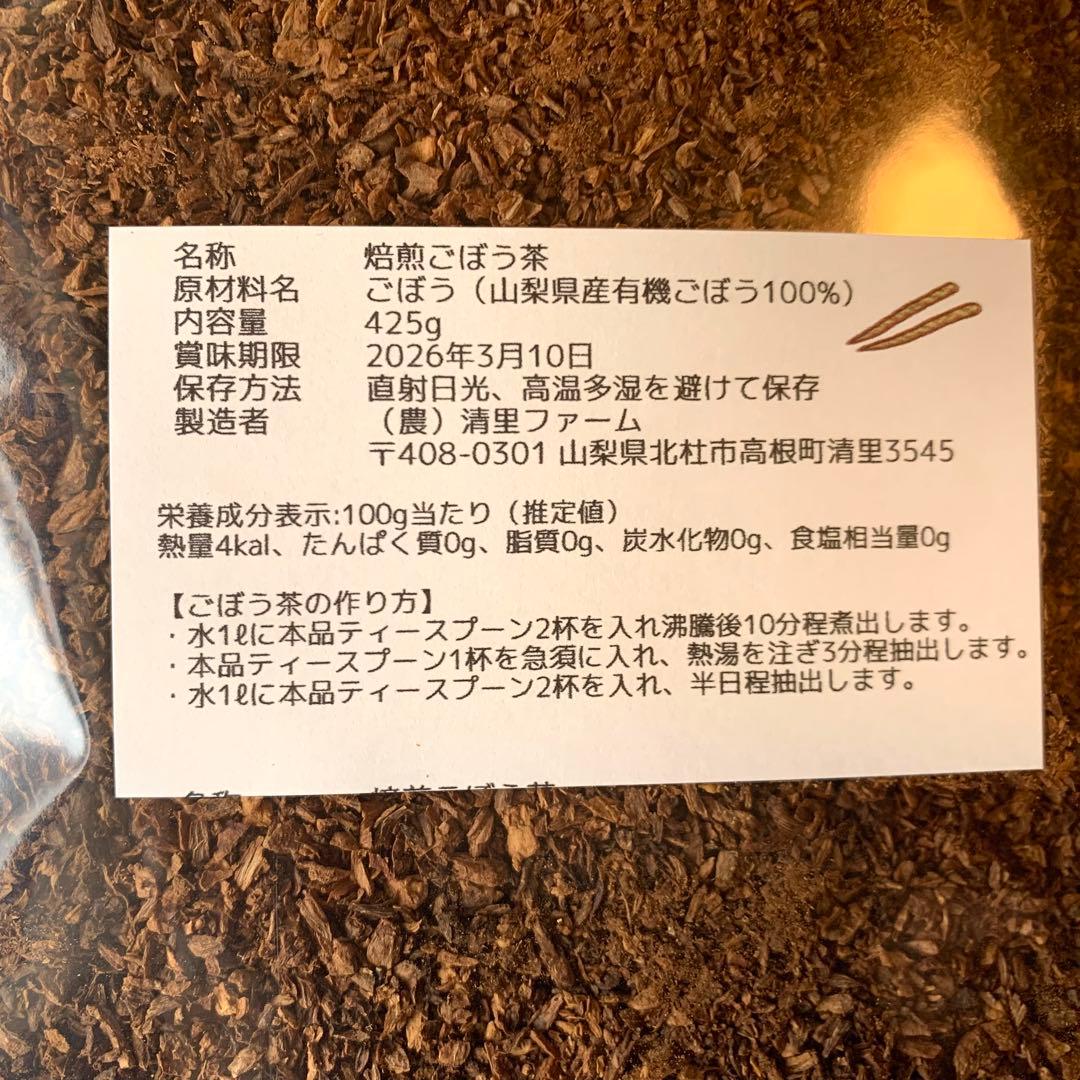 名称 焙煎ごぼう茶
原材料名 ごぼう（山梨県産有機ごぼう100%）
内容量 425g
賞味期限 2026年3月10日
保存方法 直射日光、高温多湿を避けて保存
製造者 （農）清里ファーム
〒408-0301 山梨県北杜市高根町清里3545
栄養成分表示:100g当たり（推定値）
熱量4kal、たんぱく質0g、脂質0g、炭水化物0g、食塩相当量0g
【ごぼう茶の作り方】
・水1ℓに本品ティースプーン2杯を入れ沸騰後10分程煮出します。
・本品ティースプーン1杯を急須に入れ、熱湯を注ぎ3分程抽出します。
・水1ℓに本品ティースプーン2杯を入れ、半日程抽出します。
名称 焙煎ごぼう茶